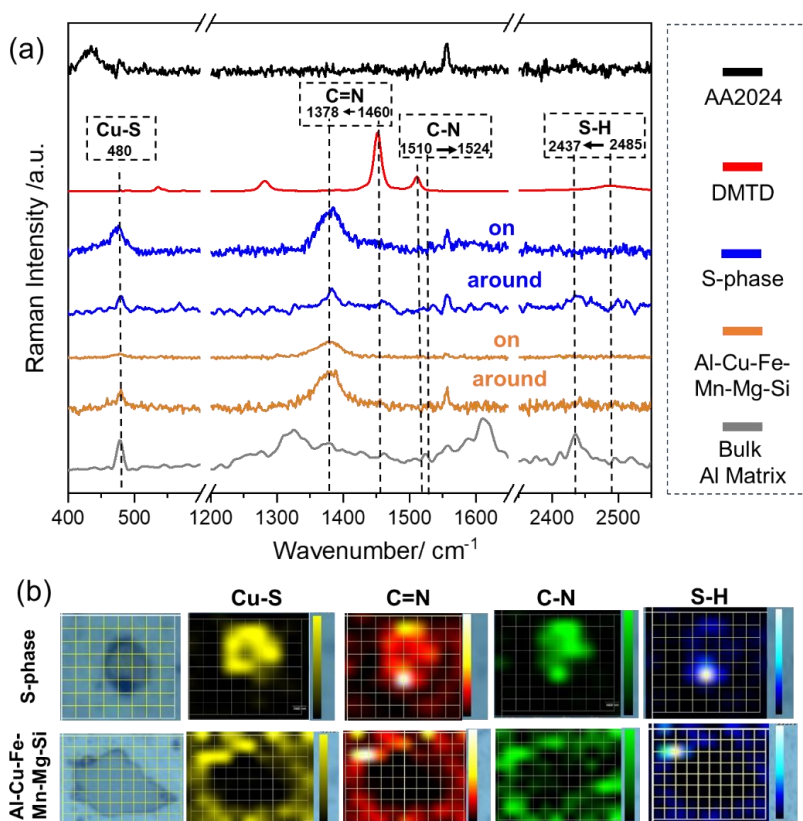 (a)
C=N
1378 ← 1460
Cu-S
480
C-N
1510 → 1524
S-H
2437 ← 2485
on
around
on
around
Raman Intensity /a.u.
400 500 1200 1300 1400 1500 1600 2400 2500
Wavenumber/ cm⁻¹
AA2024
DMTD
S-phase
Al-Cu-Fe-
Mn-Mg-Si
Bulk
Al Matrix
(b)
Cu-S C=N C-N S-H
S-phase
Al-Cu-Fe-
Mn-Mg-Si